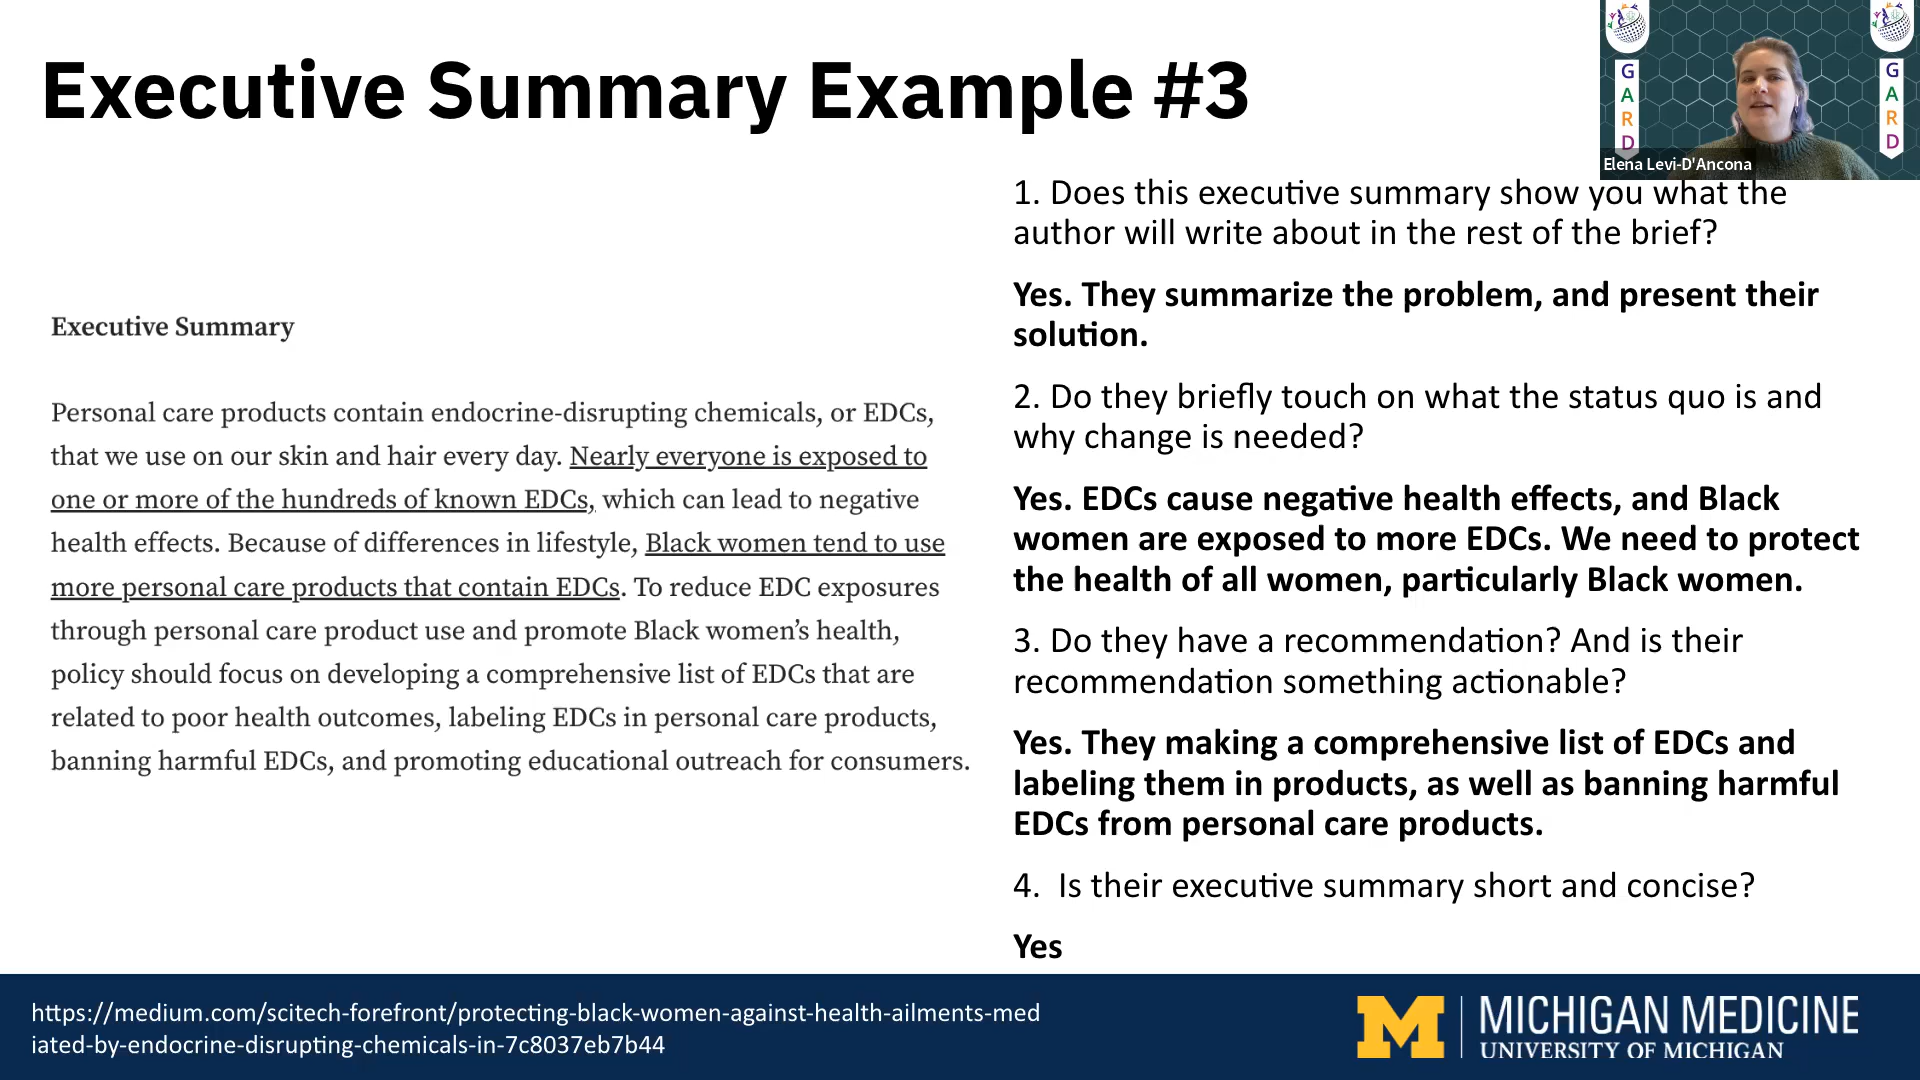 Executive Summary Example #3
G
A
R
D
G
A
R
D
Elena Levi-D'Ancona
Executive Summary
Personal care products contain endocrine-disrupting chemicals, or EDCs,
that we use on our skin and hair every day. Nearly everyone is exposed to
one or more of the hundreds of known EDCs, which can lead to negative
health effects. Because of differences in lifestyle, Black women tend to use
more personal care products that contain EDCs. To reduce EDC exposures
through personal care product use and promote Black women’s health,
policy should focus on developing a comprehensive list of EDCs that are
related to poor health outcomes, labeling EDCs in personal care products,
banning harmful EDCs, and promoting educational outreach for consumers.
1. Does this executive summary show you what the
author will write about in the rest of the brief?
Yes. They summarize the problem, and present their
solution.
2. Do they briefly touch on what the status quo is and
why change is needed?
Yes. EDCs cause negative health effects, and Black
women are exposed to more EDCs. We need to protect
the health of all women, particularly Black women.
3. Do they have a recommendation? And is their
recommendation something actionable?
Yes. They making a comprehensive list of EDCs and
labeling them in products, as well as banning harmful
EDCs from personal care products.
4.  Is their executive summary short and concise?
Yes
https://medium.com/scitech-forefront/protecting-black-women-against-health-ailments-med
iated-by-endocrine-disrupting-chemicals-in-7c8037eb7b44
M
MICHIGAN MEDICINE
UNIVERSITY OF MICHIGAN